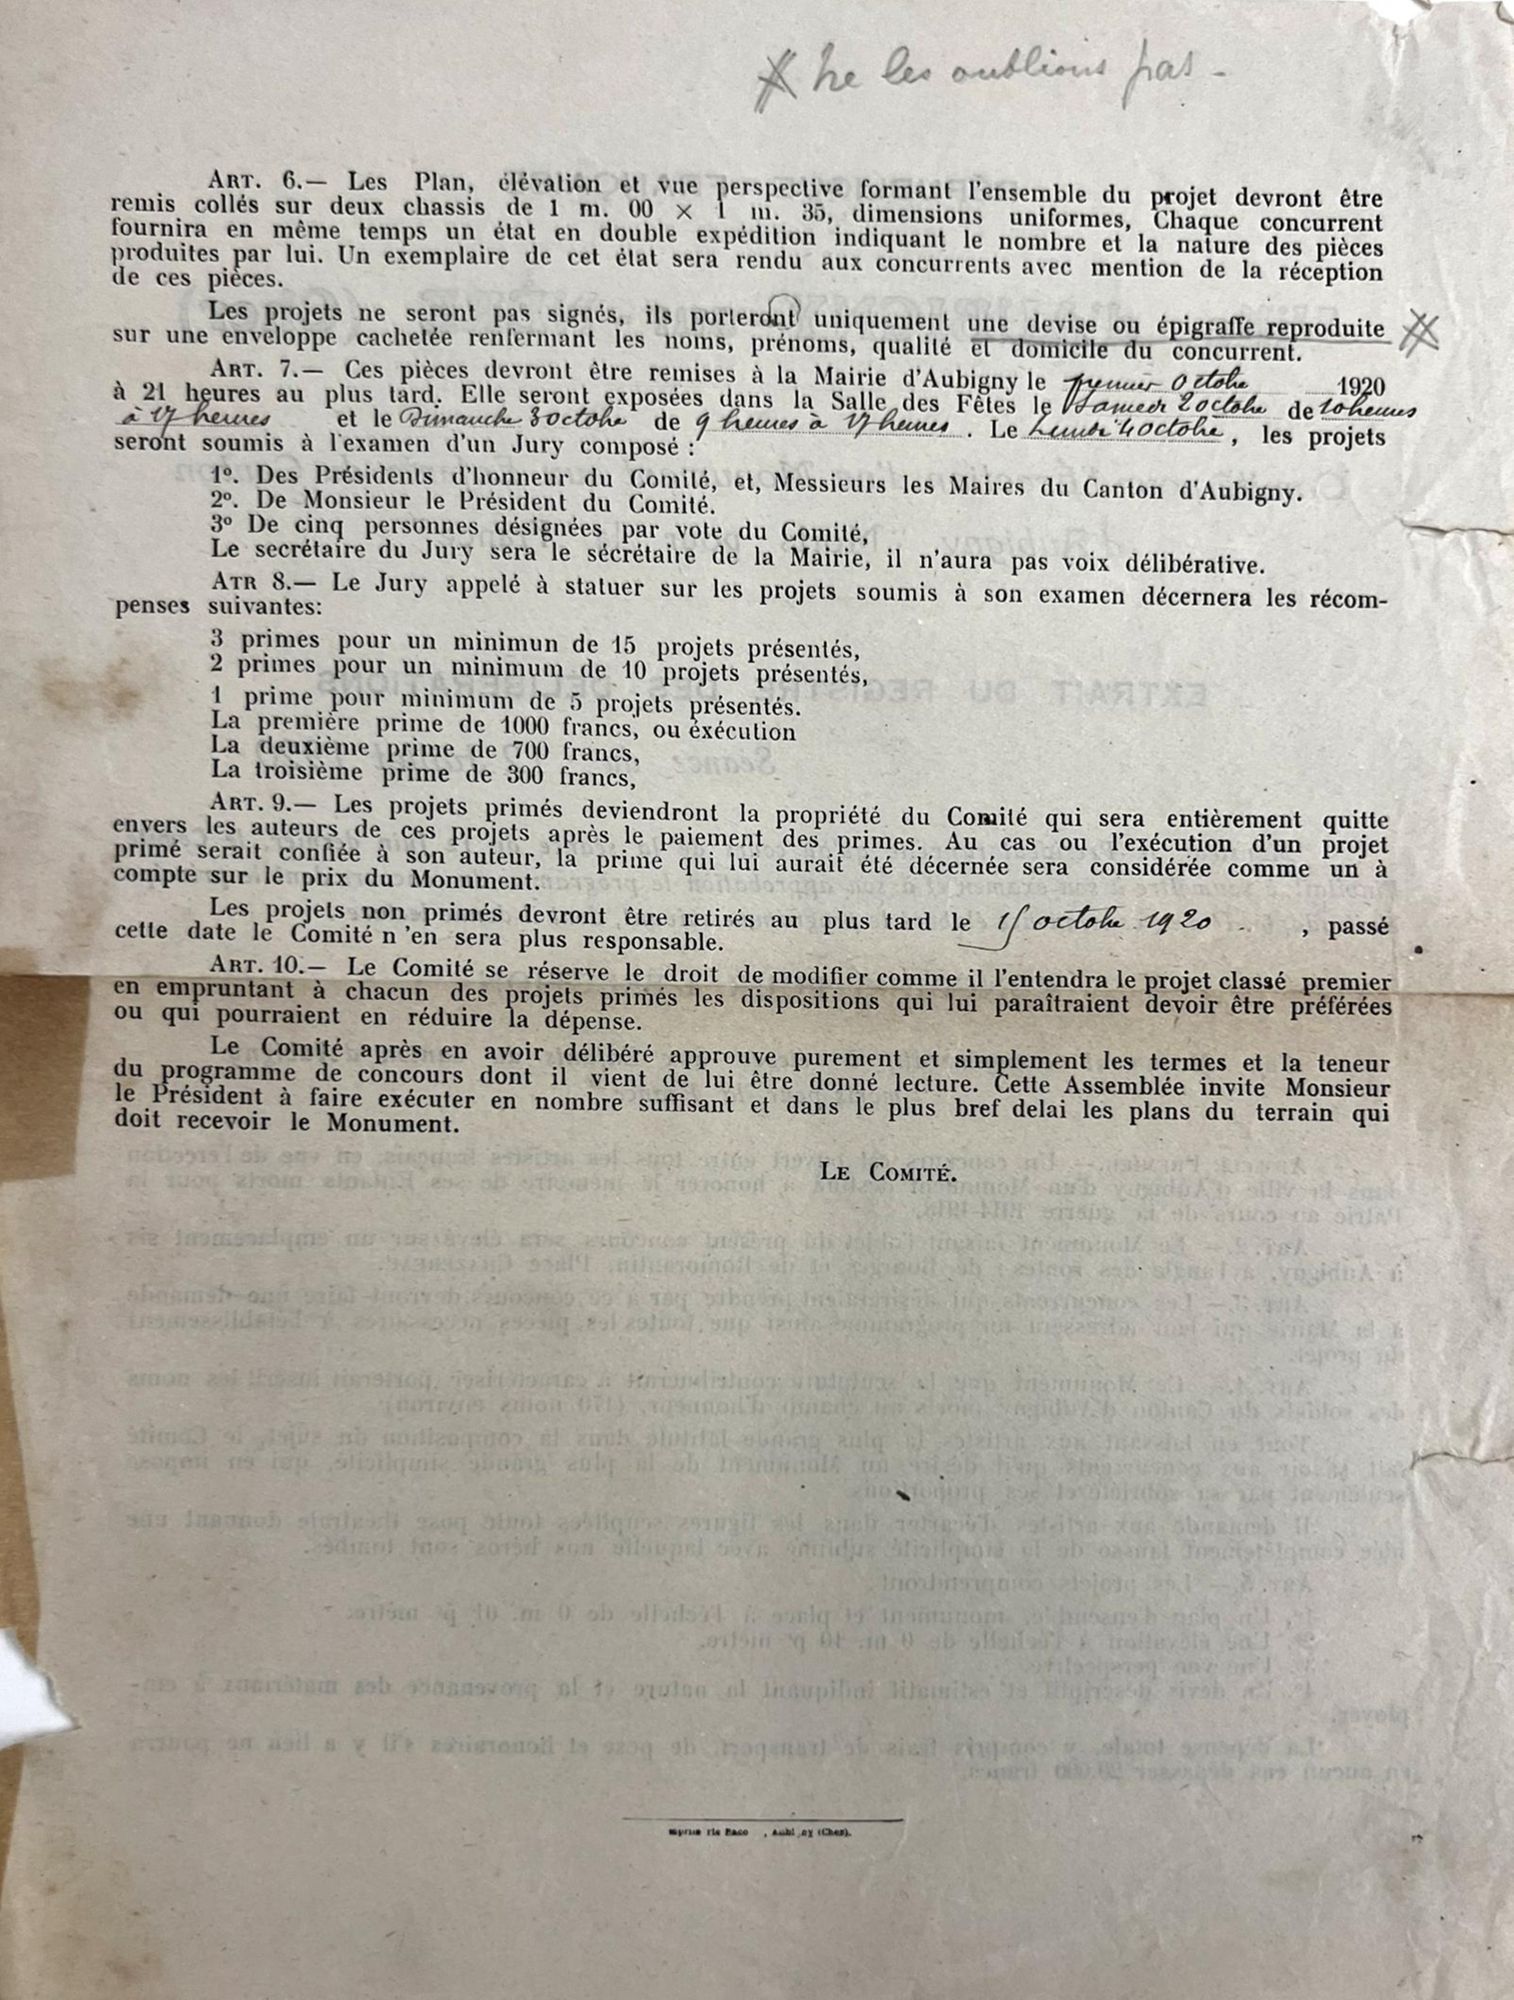 * ne les oublions pas -
ART. 6.— Les Plan, élévation et vue perspective formant l'ensemble du projet devront être
remis collés sur deux chassis de 1 m. 00 × 1 m. 35, dimensions uniformes, Chaque concurrent
fournira en même temps un état en double expédition indiquant le nombre et la nature des pièces
produites par lui. Un exemplaire de cet état sera rendu aux concurrents avec mention de la réception
de ces pièces.
Les projets ne seront pas signés, ils porteront uniquement une devise ou épigraffe reproduite
sur une enveloppe cachetée renfermant les noms, prénoms, qualité et domicile du concurrent.
ART. 7.— Ces pièces devront être remises à la Mairie d'Aubigny le premier Octobre 1920
à 21 heures au plus tard. Elle seront exposées dans la Salle des Fêtes le Samedi 2 octobre de 10 heures
à 17 heures et le Dimanche 3 octobre de 9 heures à 17 heures. Le Lundi 4 octobre, les projets
seront soumis à l'examen d'un Jury composé :
1º. Des Présidents d'honneur du Comité, et, Messieurs les Maires du Canton d'Aubigny.
2º. De Monsieur le Président du Comité.
3º De cinq personnes désignées par vote du Comité,
Le secrétaire du Jury sera le sécrétaire de la Mairie, il n'aura pas voix délibérative.
ATR 8.— Le Jury appelé à statuer sur les projets soumis à son examen décernera les récom-
penses suivantes:
3 primes pour un minimun de 15 projets présentés,
2 primes pour un minimum de 10 projets présentés,
1 prime pour minimum de 5 projets présentés.
La première prime de 1000 francs, ou éxécution
La deuxième prime de 700 francs,
La troisième prime de 300 francs,
ART. 9.— Les projets primés deviendront la propriété du Comité qui sera entièrement quitte
envers les auteurs de ces projets après le paiement des primes. Au cas ou l'exécution d'un projet
primé serait confiée à son auteur, la prime qui lui aurait été décernée sera considérée comme un à
compte sur le prix du Monument.
Les projets non primés devront être retirés au plus tard le 15 octobre 1920 , passé
cette date le Comité n'en sera plus responsable.
ART. 10.— Le Comité se réserve le droit de modifier comme il l'entendra le projet classé premier
en empruntant à chacun des projets primés les dispositions qui lui paraîtraient devoir être préférées
ou qui pourraient en réduire la dépense.
Le Comité après en avoir délibéré approuve purement et simplement les termes et la teneur
du programme de concours dont il vient de lui être donné lecture. Cette Assemblée invite Monsieur
le Président à faire exécuter en nombre suffisant et dans le plus bref delai les plans du terrain qui
doit recevoir le Monument.
LE COMITÉ.
(Cher).